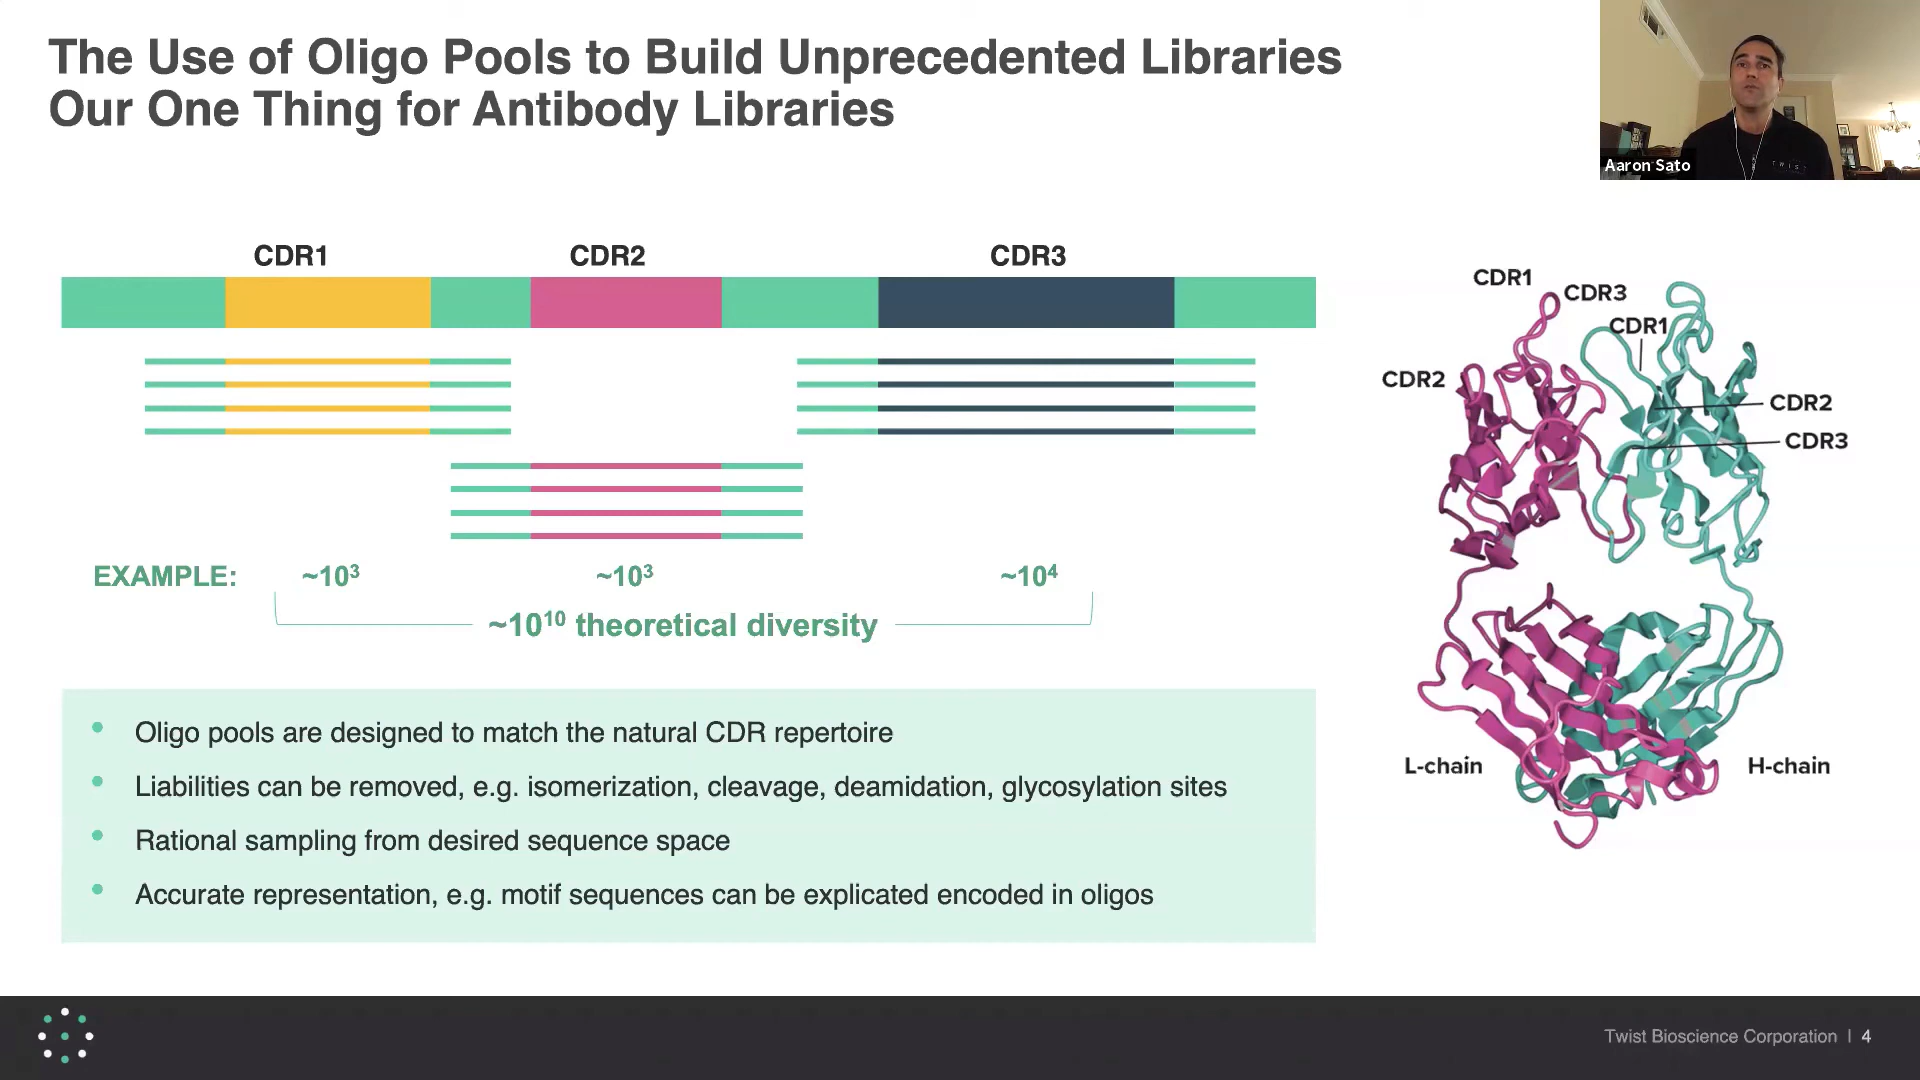 The Use of Oligo Pools to Build Unprecedented Libraries
Our One Thing for Antibody Libraries
Aaron Sato
TWIST
CDR1 CDR2 CDR3
EXAMPLE: ~10³ ~10³ ~10⁴
~10¹⁰ theoretical diversity
• Oligo pools are designed to match the natural CDR repertoire
• Liabilities can be removed, e.g. isomerization, cleavage, deamidation, glycosylation sites
• Rational sampling from desired sequence space
• Accurate representation, e.g. motif sequences can be explicated encoded in oligos
CDR1
CDR3
CDR1
CDR2
CDR2
CDR3
L-chain
H-chain
Twist Bioscience Corporation | 4